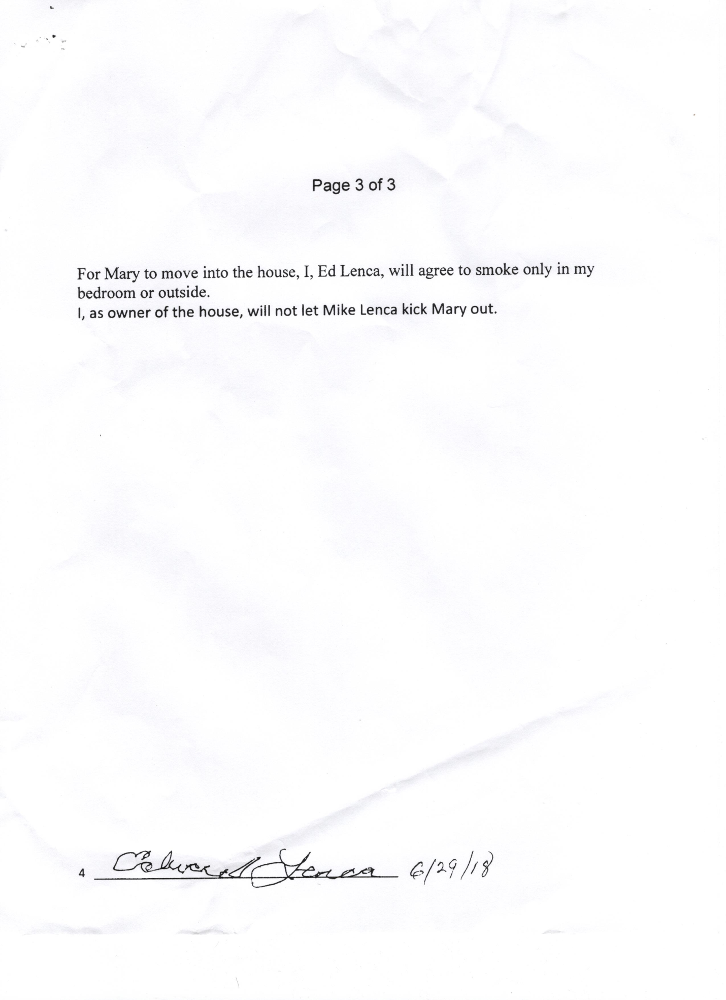 Page 3 of 3
For Mary to move into the house, I, Ed Lenca, will agree to smoke only in my
bedroom or outside.
I, as owner of the house, will not let Mike Lenca kick Mary out.
4 Edward Lenca 6/29/18